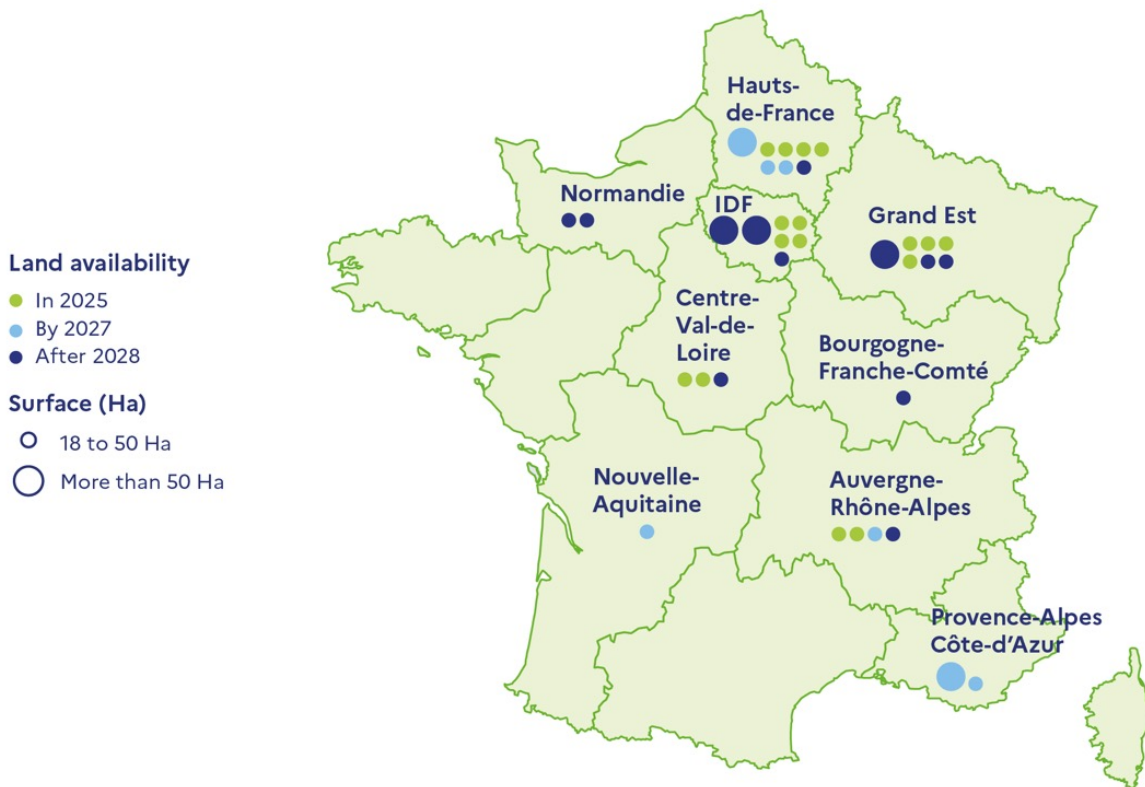 Hauts-
de-France
Normandie
IDF
Grand Est
Land availability
In 2025
By 2027
After 2028
Surface (Ha)
18 to 50 Ha
More than 50 Ha
Centre-
Val-de-
Loire
Bourgogne-
Franche-Comté
Nouvelle-
Aquitaine
Auvergne-
Rhône-Alpes
Provence-Alpes
Côte-d'Azur